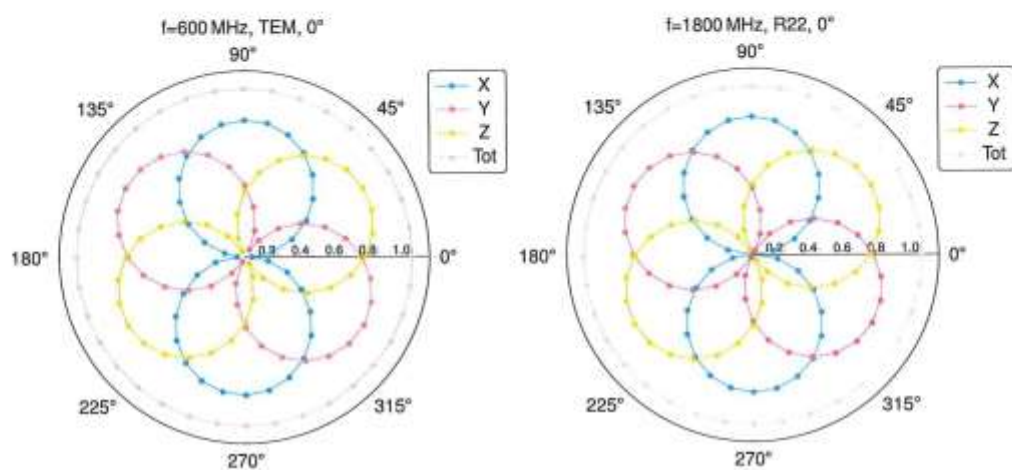 f=600 MHz, TEM, 0°
90°
135°
45°
X
Y
Z
Tot
180°
0.2 0.4 0.6 0.8 1.0
0°
225°
315°
270°
f=1800 MHz, R22, 0°
90°
135°
45°
X
Y
Z
Tot
180°
0.2 0.4 0.6 0.8 1.0
0°
225°
315°
270°